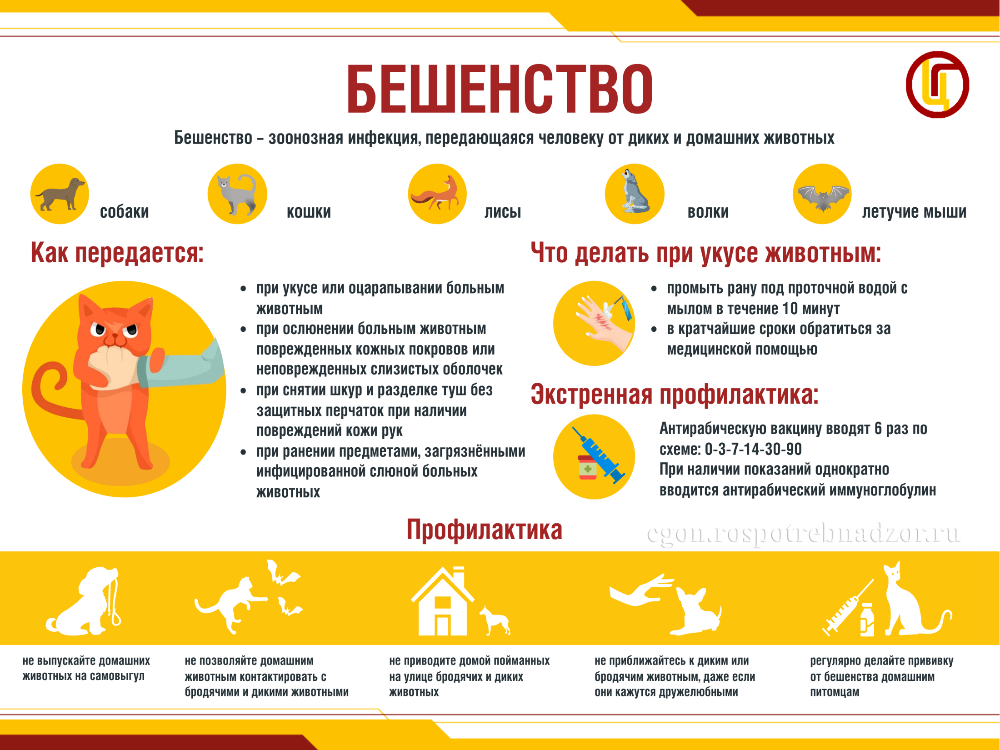 БЕШЕНСТВО
Бешенство – зоонозная инфекция, передающаяся человеку от диких и домашних животных
собаки
кошки
лисы
волки
летучие мыши
Как передается:
• при укусе или оцарапывании больным
животным
• при ослюнении больным животным
поврежденных кожных покровов или
неповрежденных слизистых оболочек
• при снятии шкур и разделке туш без
защитных перчаток при наличии
повреждений кожи рук
• при ранении предметами, загрязнёнными
инфицированной слюной больных
животных
Что делать при укусе животным:
• промыть рану под проточной водой с
мылом в течение 10 минут
• в кратчайшие сроки обратиться за
медицинской помощью
Экстренная профилактика:
Антирабическую вакцину вводят 6 раз по
схеме: 0-3-7-14-30-90
При наличии показаний однократно
вводится антирабический иммуноглобулин
Профилактика
cgon.rospotrebnadzor.ru
не выпускайте домашних
животных на самовыгул
не позволяйте домашним
животным контактировать с
бродячими и дикими животными
не приводите домой пойманных
на улице бродячих и диких
животных
не приближайтесь к диким или
бродячим животным, даже если
они кажутся дружелюбными
регулярно делайте прививку
от бешенства домашним
питомцам